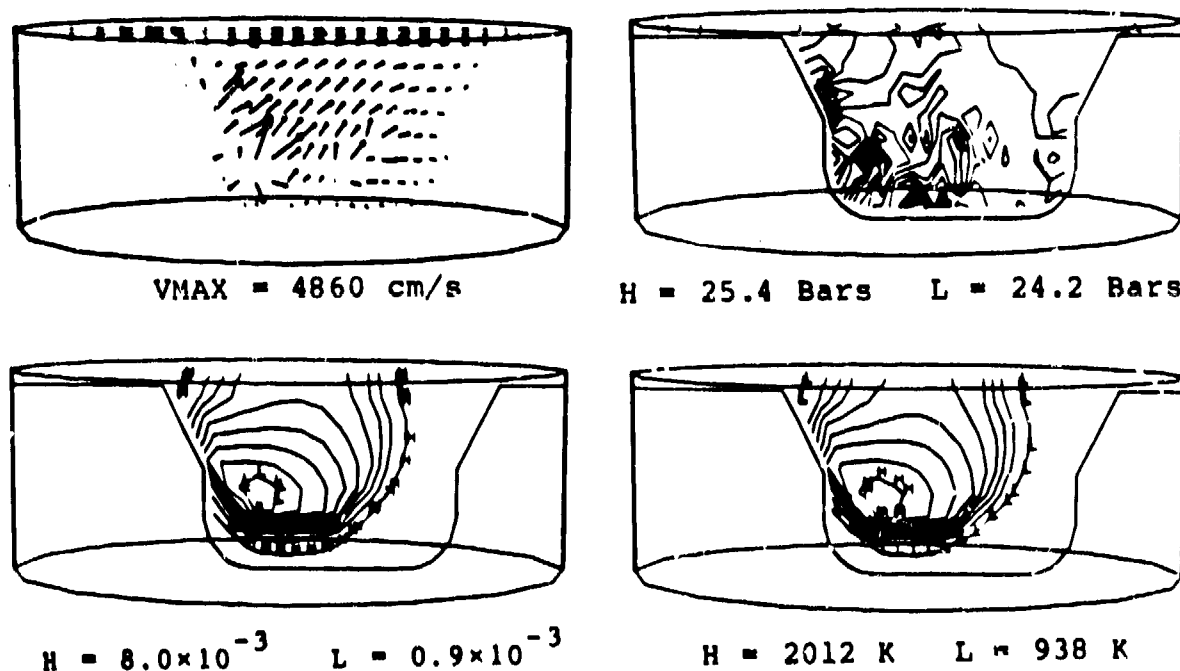 VMAX = 4860 cm/s
H = 25.4 Bars L = 24.2 Bars
H = 8.0×10⁻³ L = 0.9×10⁻³
H = 2012 K L = 938 K